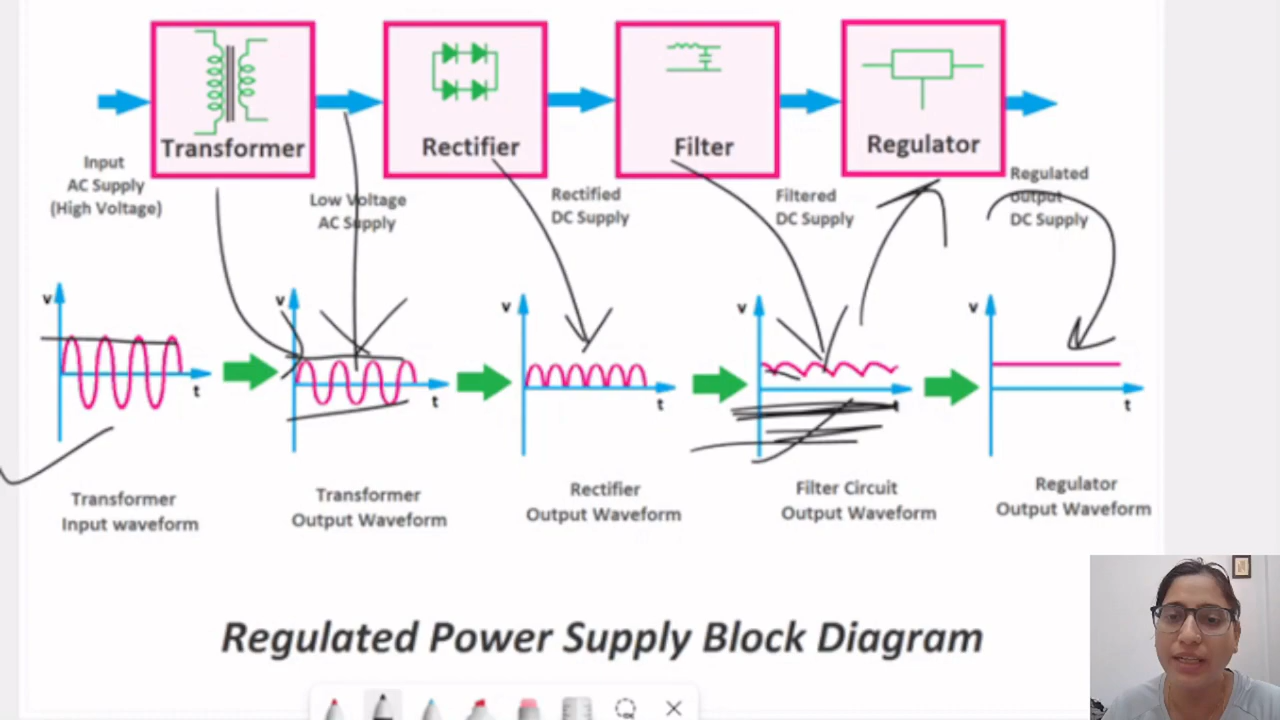 Transformer
Rectifier
Filter
Regulator
Input
AC Supply
(High Voltage)
Low Voltage
AC Supply
Rectified
DC Supply
Filtered
DC Supply
Regulated
output
DC Supply
v
t
v
t
v
t
v
t
v
t
Transformer
Input waveform
Transformer
Output Waveform
Rectifier
Output Waveform
Filter Circuit
Output Waveform
Regulator
Output Waveform
Regulated Power Supply Block Diagram